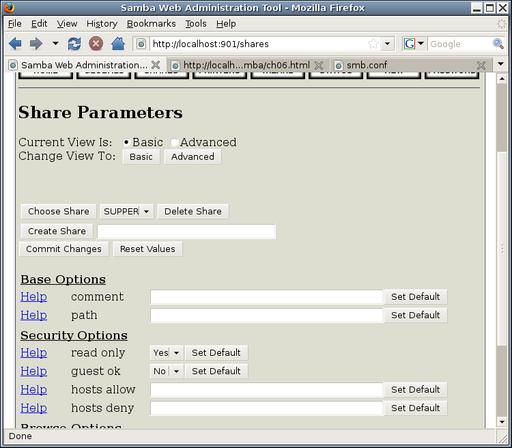 Samba Web Administration Tool - Mozilla Firefox
File Edit View History Bookmarks Tools Help
http://localhost:901/shares
Google
Samba Web Administration... http://localh...mba/ch06.html smb.conf
Share Parameters
Current View Is: Basic Advanced
Change View To: Basic Advanced
Choose Share SUPPER Delete Share
Create Share
Commit Changes Reset Values
Base Options
Help comment Set Default
Help path Set Default
Security Options
Help read only Yes Set Default
Help guest ok No Set Default
Help hosts allow Set Default
Help hosts deny Set Default
Browse Options
Done